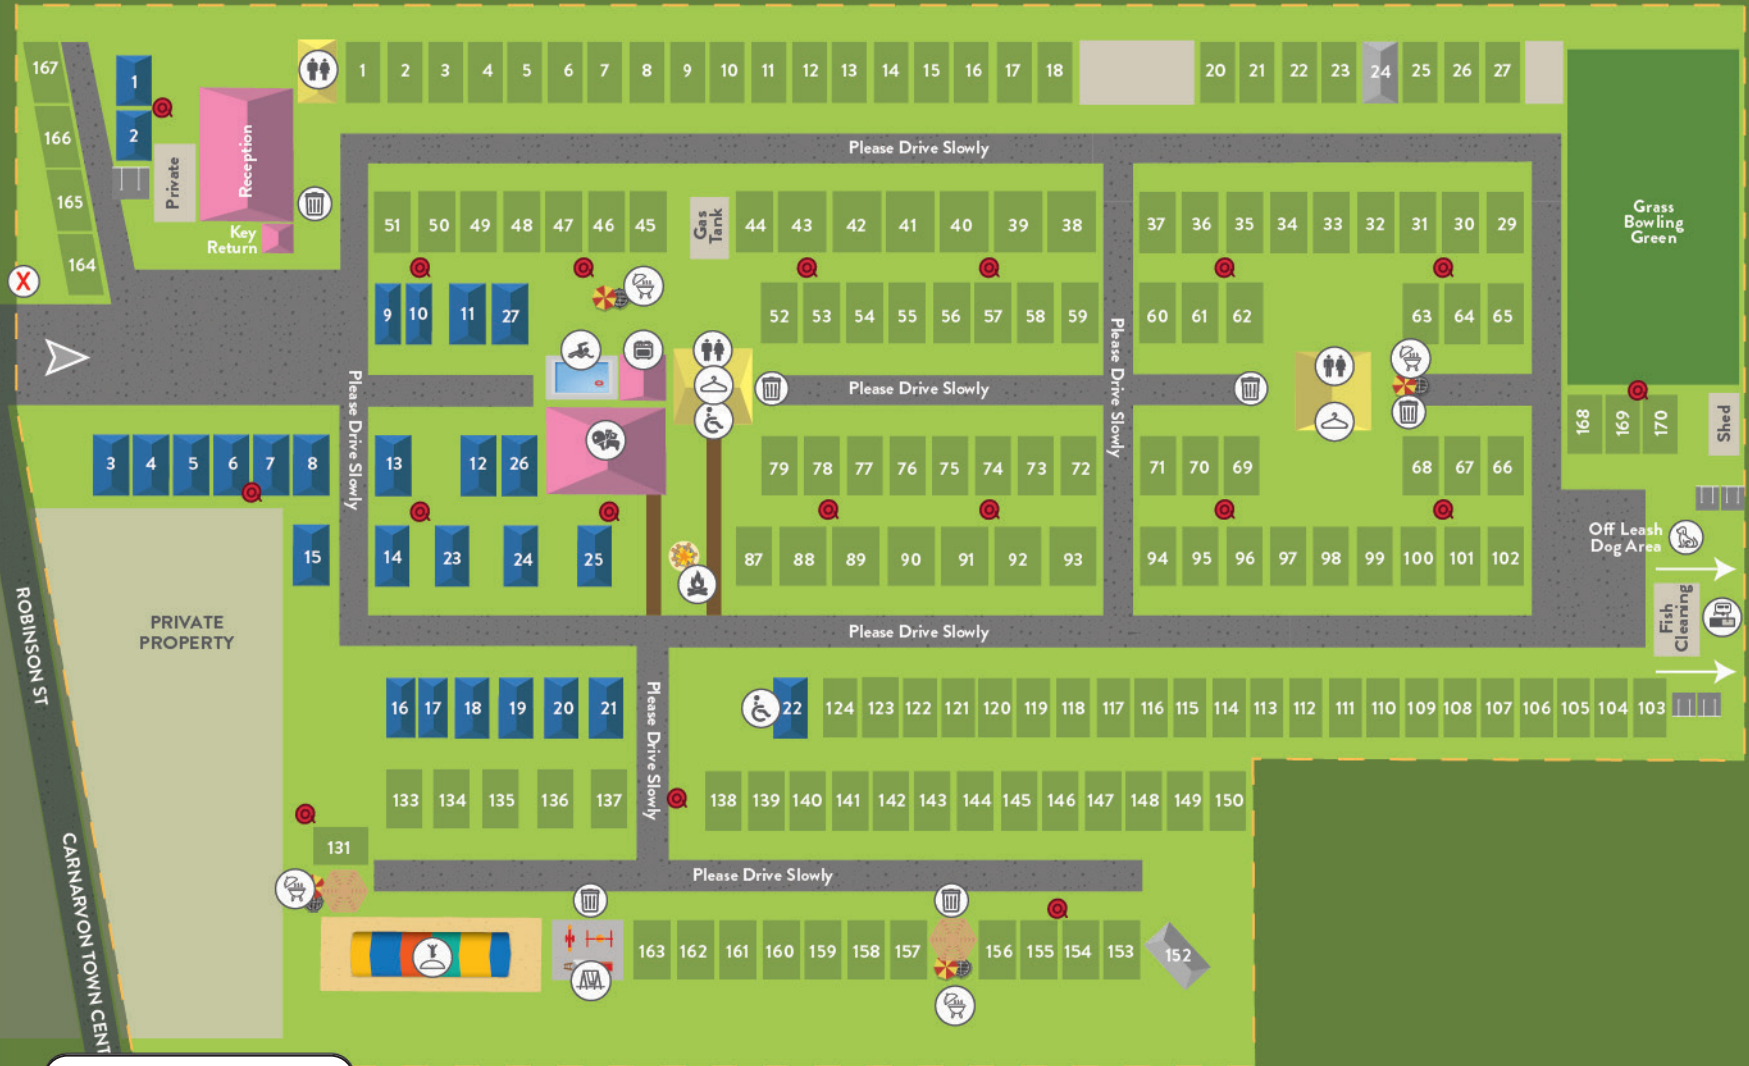 167
166
165
164
1
2
Private
Reception
Key
Return
X
1 2 3 4 5 6 7 8 9 10 11 12 13 14 15 16 17 18 20 21 22 23 24 25 26 27
Please Drive Slowly
51 50 49 48 47 46 45
Gas
Tank
44 43 42 41 40 39 38
37 36 35 34 33 32 31 30 29
Grass
Bowling
Green
9 10 11 27
52 53 54 55 56 57 58 59
60 61 62
63 64 65
Please Drive Slowly
Please Drive Slowly
Please Drive Slowly
168 169 170
Shed
3 4 5 6 7 8
13 12 26
79 78 77 76 75 74 73 72
71 70 69
68 67 66
15
14 23 24 25
87 88 89 90 91 92 93
94 95 96 97 98 99 100 101 102
Off Leash
Dog Area
Fish
Cleaning
PRIVATE
PROPERTY
ROBINSON ST
Please Drive Slowly
16 17 18 19 20 21
Please Drive Slowly
22
124 123 122 121 120 119 118 117 116 115 114 113 112 111 110 109 108 107 106 105 104 103
133 134 135 136 137
138 139 140 141 142 143 144 145 146 147 148 149 150
131
CARNARVON TOWN CENT
Please Drive Slowly
163 162 161 160 159 158 157
156 155 154 153
152